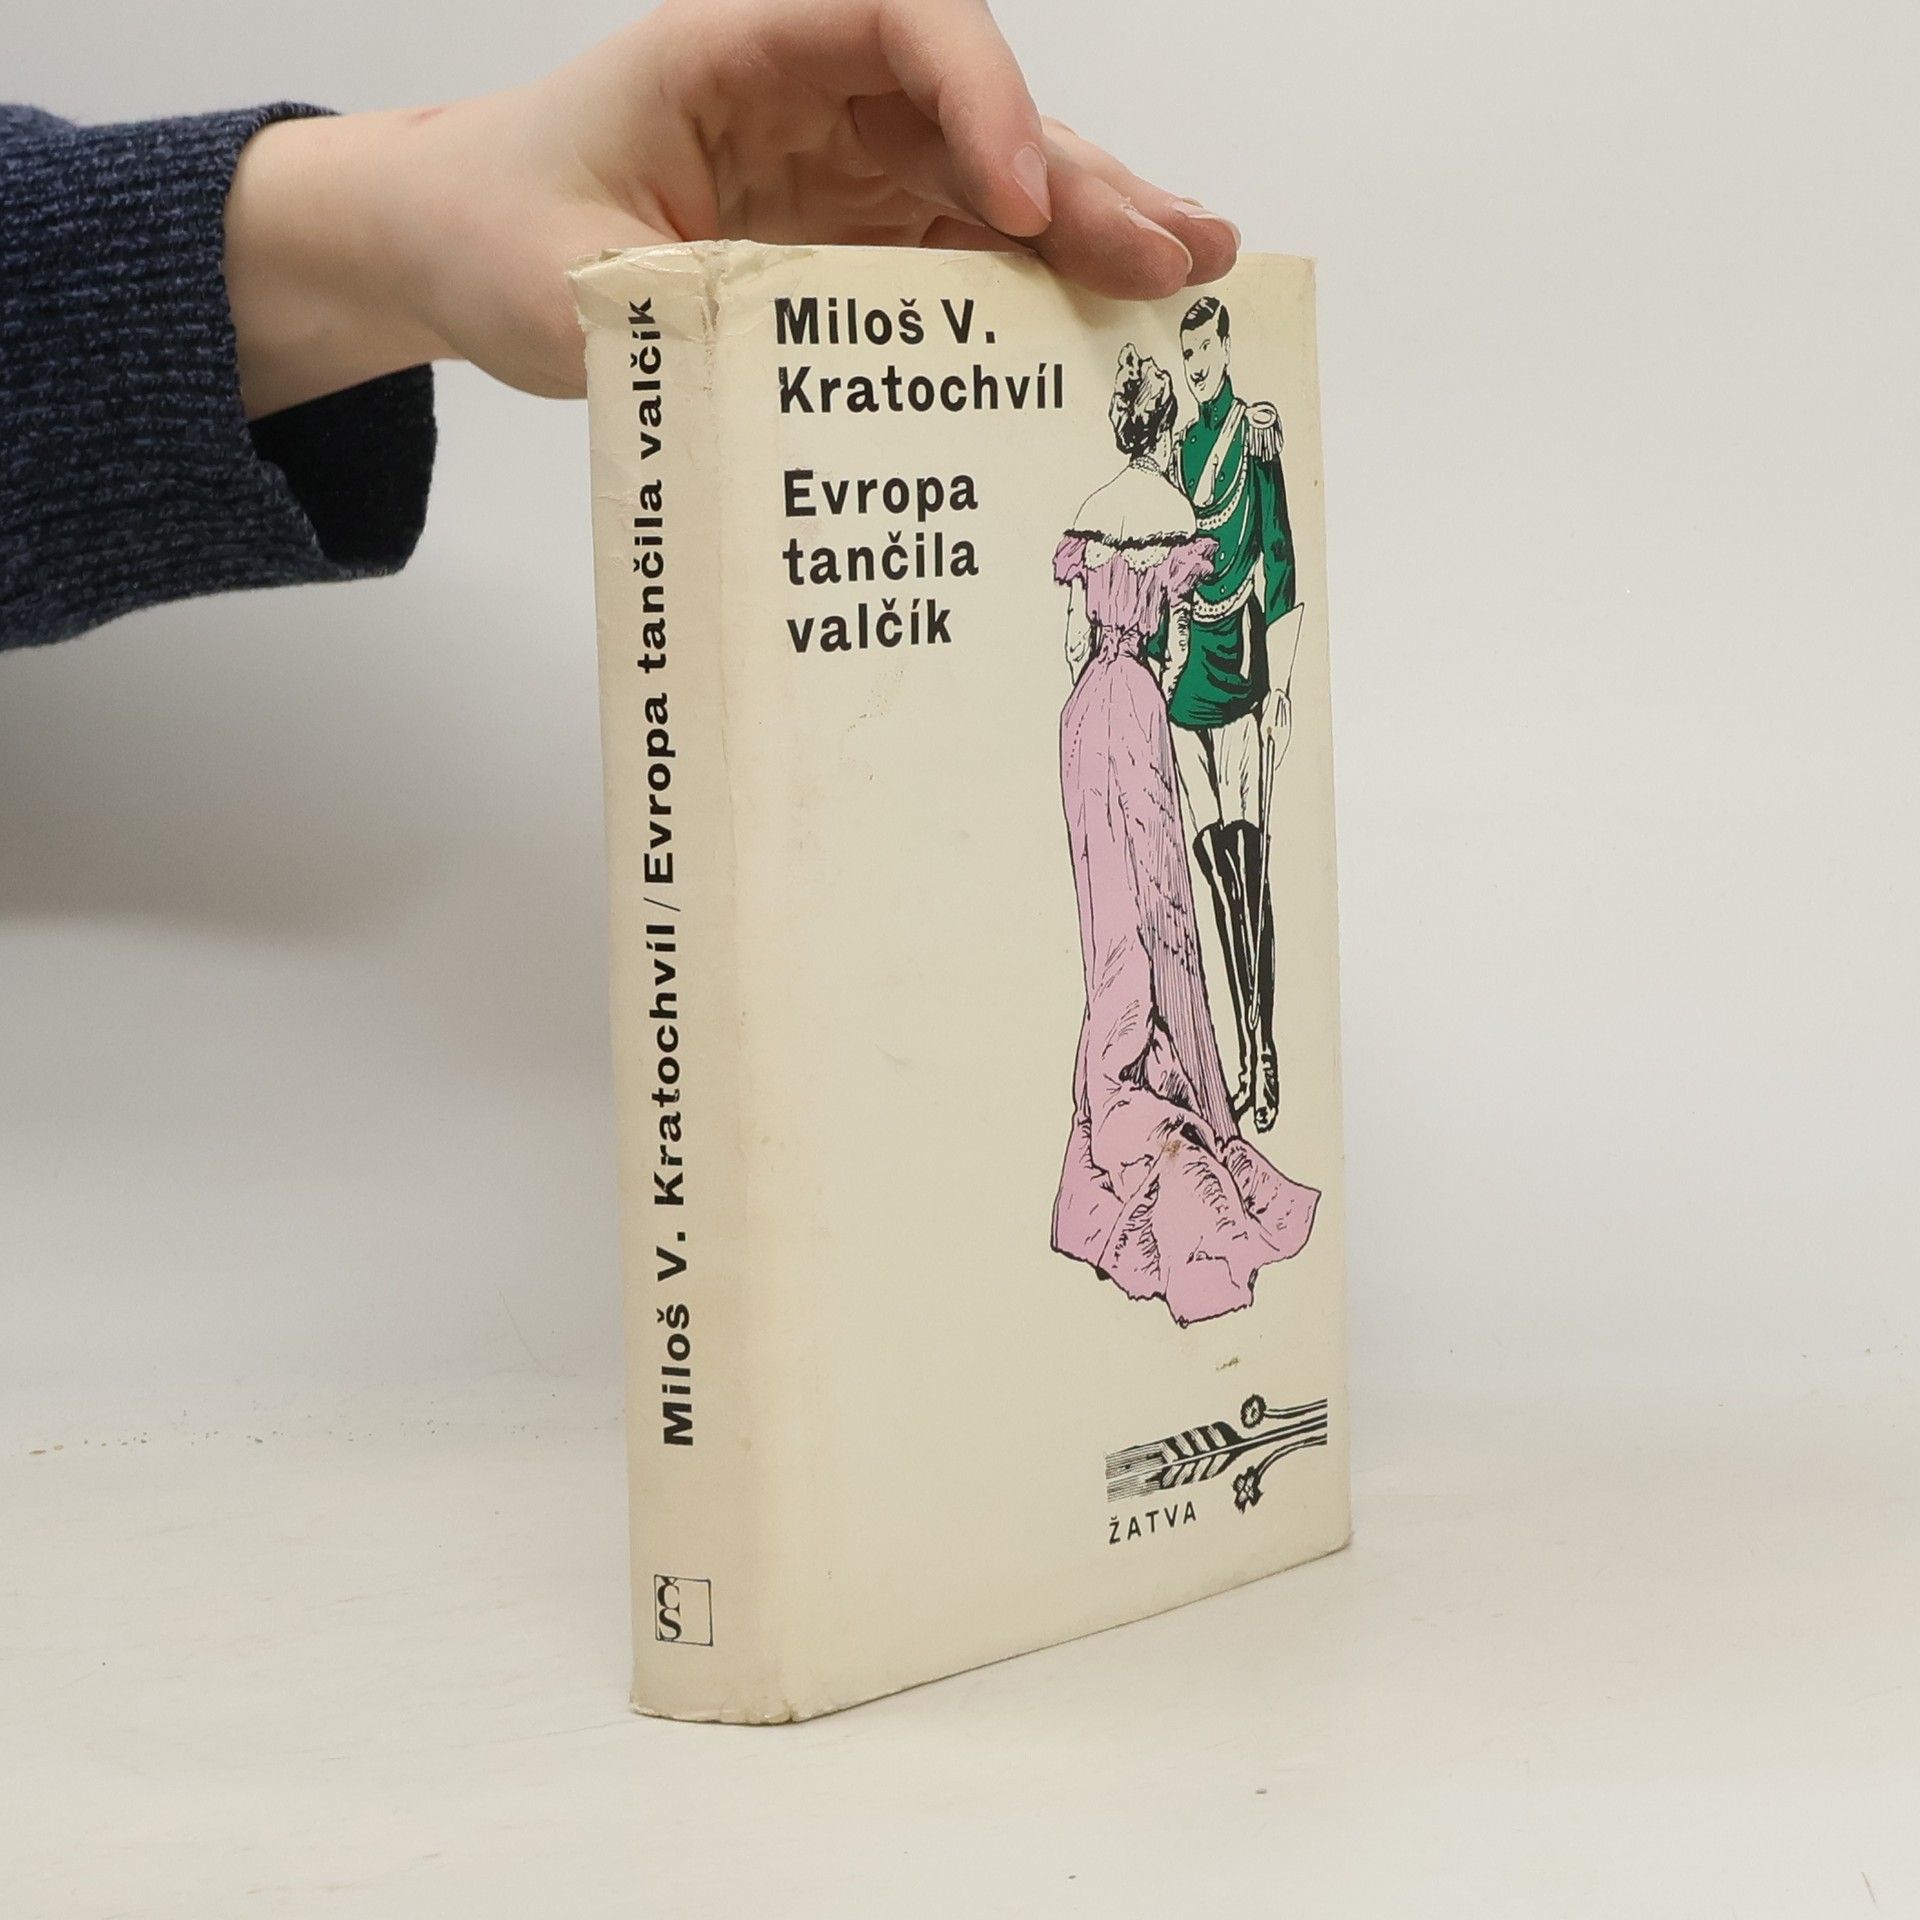 Miloš V. Kratochvíl / Evropa tančila valčík
ČS
Miloš V.
Kratochvíl
Evropa
tančila
valčík
ŽATVA